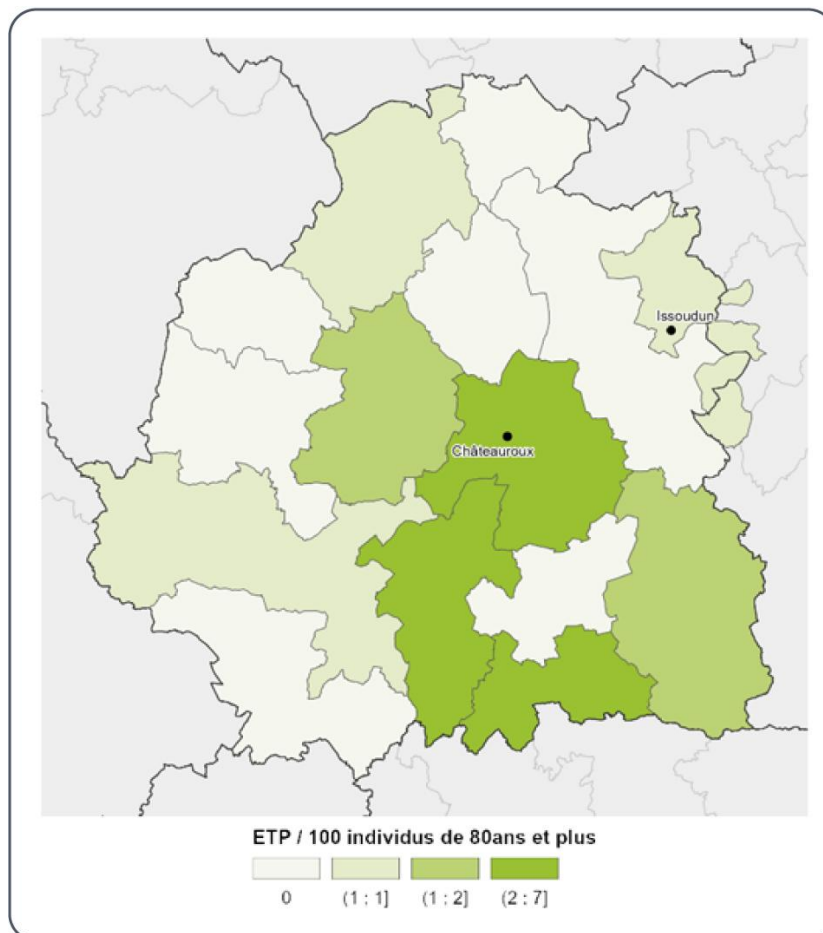 Issoudun
Châteauroux
ETP / 100 individus de 80ans et plus
0 (1 : 1] (1 : 2] (2 : 7]